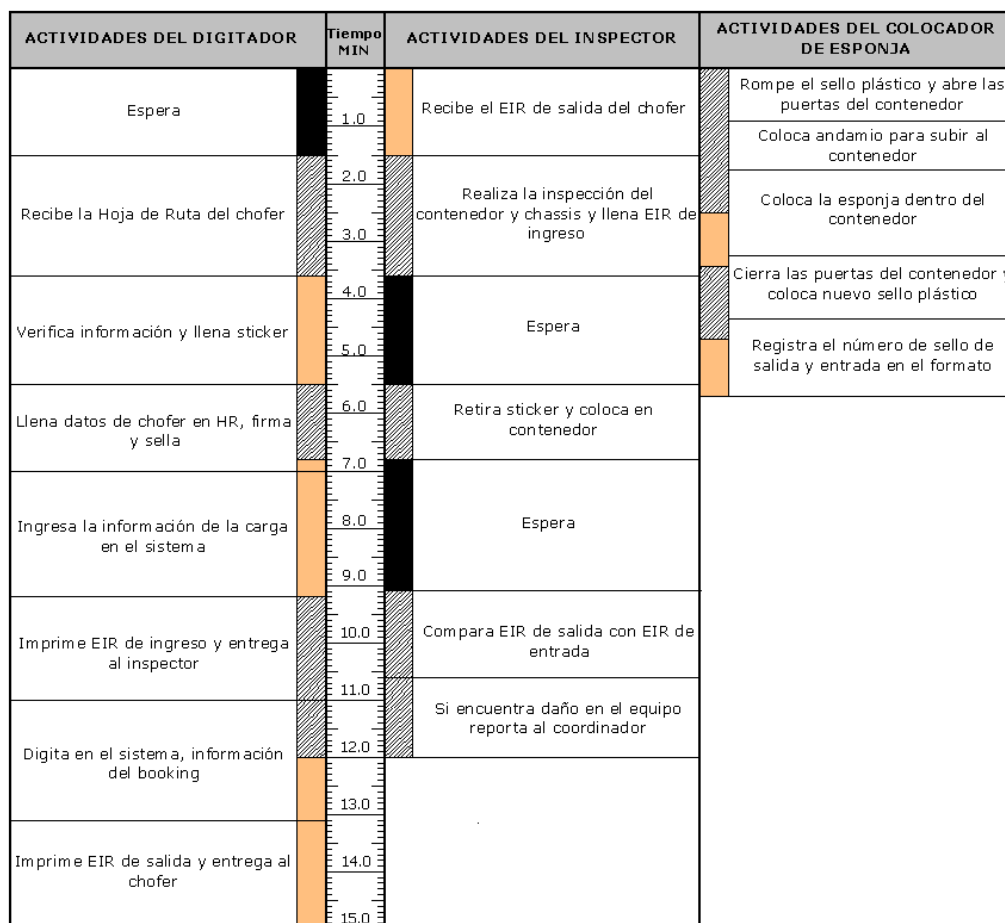 ACTIVIDADES DEL DIGITADOR
Tiempo
MIN
ACTIVIDADES DEL INSPECTOR
ACTIVIDADES DEL COLOCADOR
DE ESPONJA
Espera
Recibe la Hoja de Ruta del chofer
Verifica información y llena sticker
Llena datos de chofer en HR, firma
y sella
Ingresa la información de la carga
en el sistema
Imprime EIR de ingreso y entrega
al inspector
Digita en el sistema, información
del booking
Imprime EIR de salida y entrega al
chofer
1.0
2.0
3.0
4.0
5.0
6.0
7.0
8.0
9.0
10.0
11.0
12.0
13.0
14.0
15.0
Recibe el EIR de salida del chofer
Realiza la inspección del
contenedor y chassis y llena EIR de
ingreso
Espera
Retira sticker y coloca en
contenedor
Espera
Compara EIR de salida con EIR de
entrada
Si encuentra daño en el equipo
reporta al coordinador
Rompe el sello plástico y abre las
puertas del contenedor
Coloca andamio para subir al
contenedor
Coloca la esponja dentro del
contenedor
Cierra las puertas del contenedor y
coloca nuevo sello plástico
Registra el número de sello de
salida y entrada en el formato